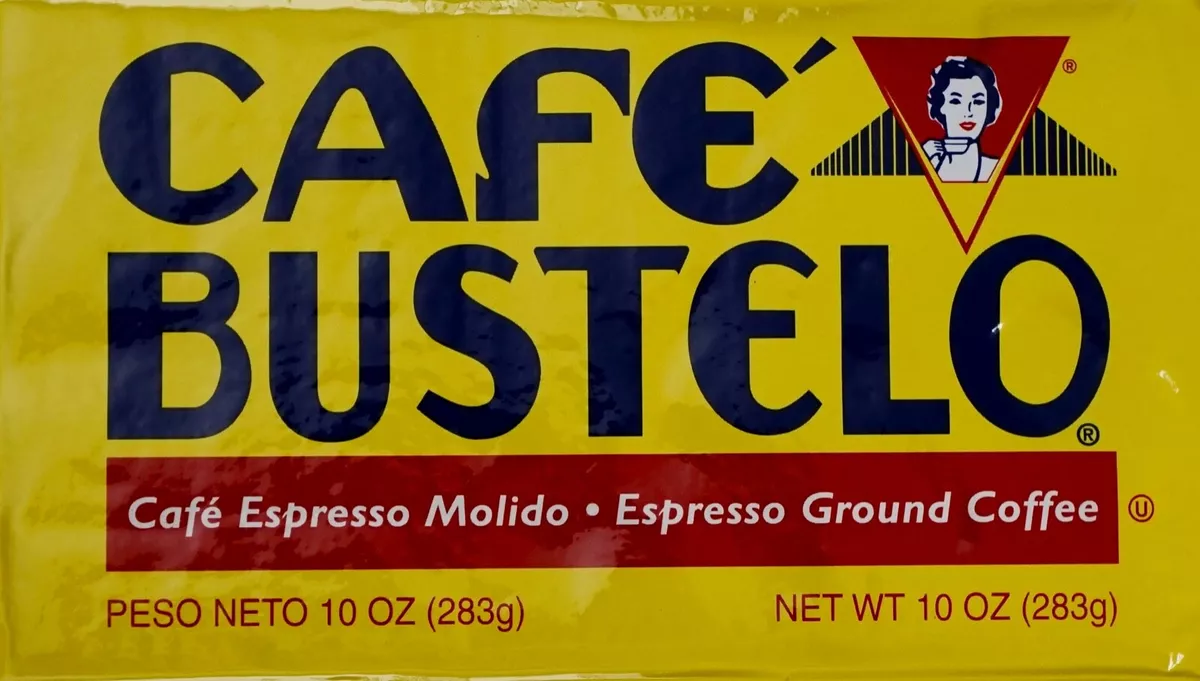 CAFÉ ®
BUSTELO®
Café Espresso Molido • Espresso Ground Coffee Ⓤ
PESO NETO 10 OZ (283g) NET WT 10 OZ (283g)